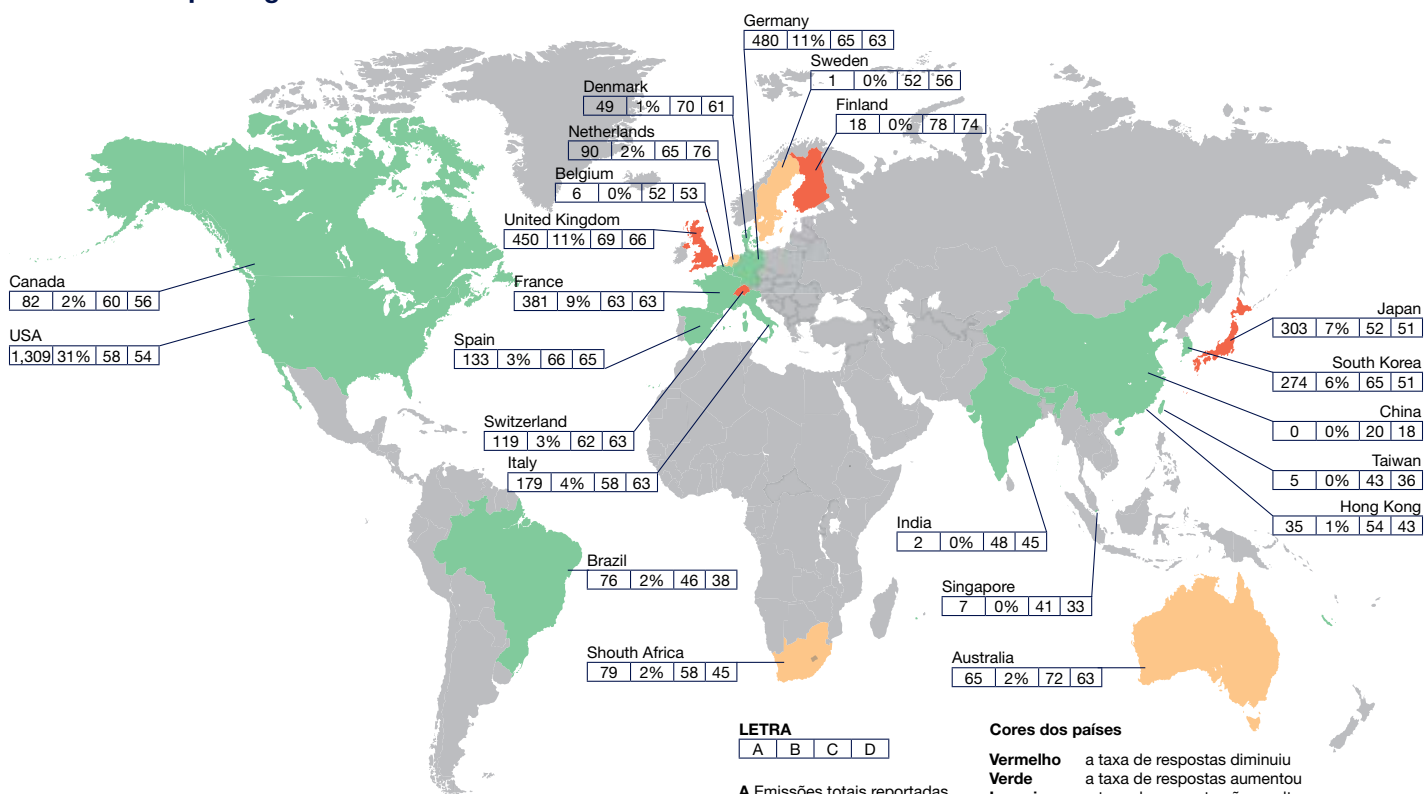 Germany
480 11% 65 63
Sweden
1 0% 52 56
Denmark
49 1% 70 61
Finland
18 0% 78 74
Netherlands
90 2% 65 76
Belgium
6 0% 52 53
United Kingdom
450 11% 69 66
Canada
82 2% 60 56
France
381 9% 63 63
USA
1,309 31% 58 54
Spain
133 3% 66 65
Japan
303 7% 52 51
South Korea
274 6% 65 51
China
0 0% 20 18
Switzerland
119 3% 62 63
Italy
179 4% 58 63
Taiwan
5 0% 43 36
Hong Kong
35 1% 54 43
India
2 0% 48 45
Brazil
76 2% 46 38
Singapore
7 0% 41 33
Shouth Africa
79 2% 58 45
Australia
65 2% 72 63
LETRA
A B C D
A Emissões totais reportadas
Cores dos países
Vermelho a taxa de respostas diminuiu
Verde a taxa de respostas aumentou